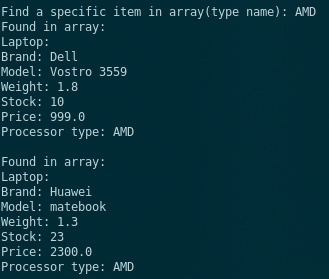 Find a specific item in array(type name): AMD
Found in array:
Laptop:
Brand: Dell
Model: Vostro 3559
Weight: 1.8
Stock: 10
Price: 999.0
Processor type: AMD

Found in array:
Laptop:
Brand: Huawei
Model: matebook
Weight: 1.3
Stock: 23
Price: 2300.0
Processor type: AMD